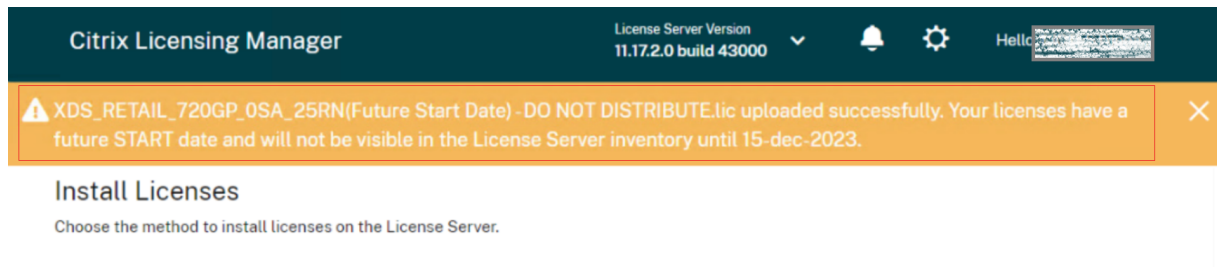 Citrix Licensing Manager
License Server Version
11.17.2.0 build 43000
Hello
XDS_RETAIL_720GP_0SA_25RN(Future Start Date) - DO NOT DISTRIBUTE.lic uploaded successfully. Your licenses have a
future START date and will not be visible in the License Server inventory until 15-dec-2023.
Install Licenses
Choose the method to install licenses on the License Server.